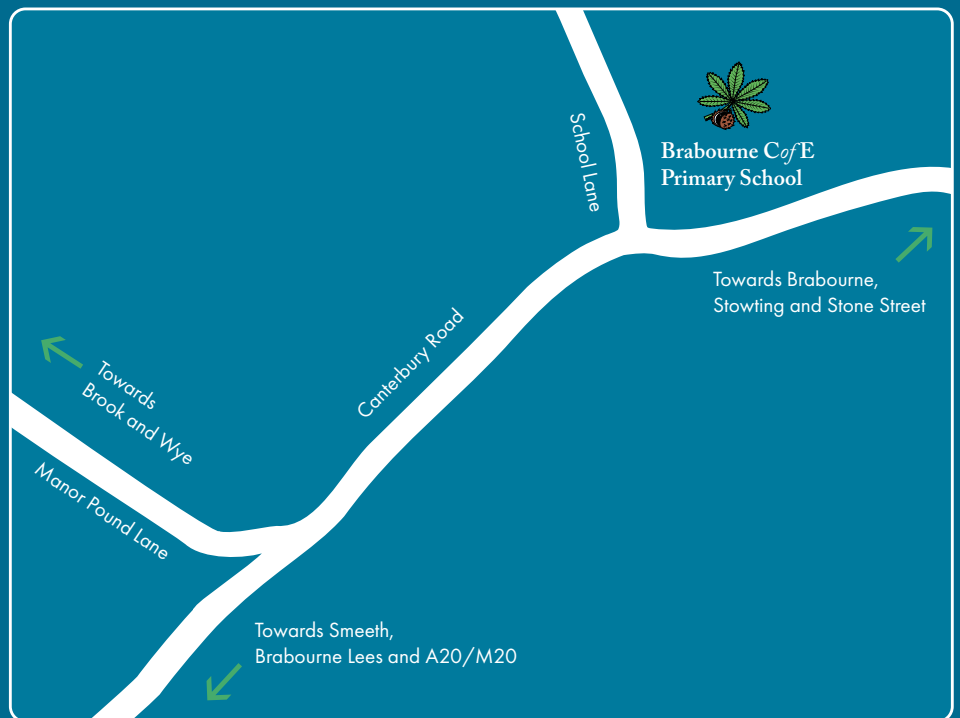 School Lane
Brabourne CofE
Primary School
Towards Brabourne,
Stowting and Stone Street
Canterbury Road
Towards
Brook and Wye
Manor Pound Lane
Towards Smeeth,
Brabourne Lees and A20/M20